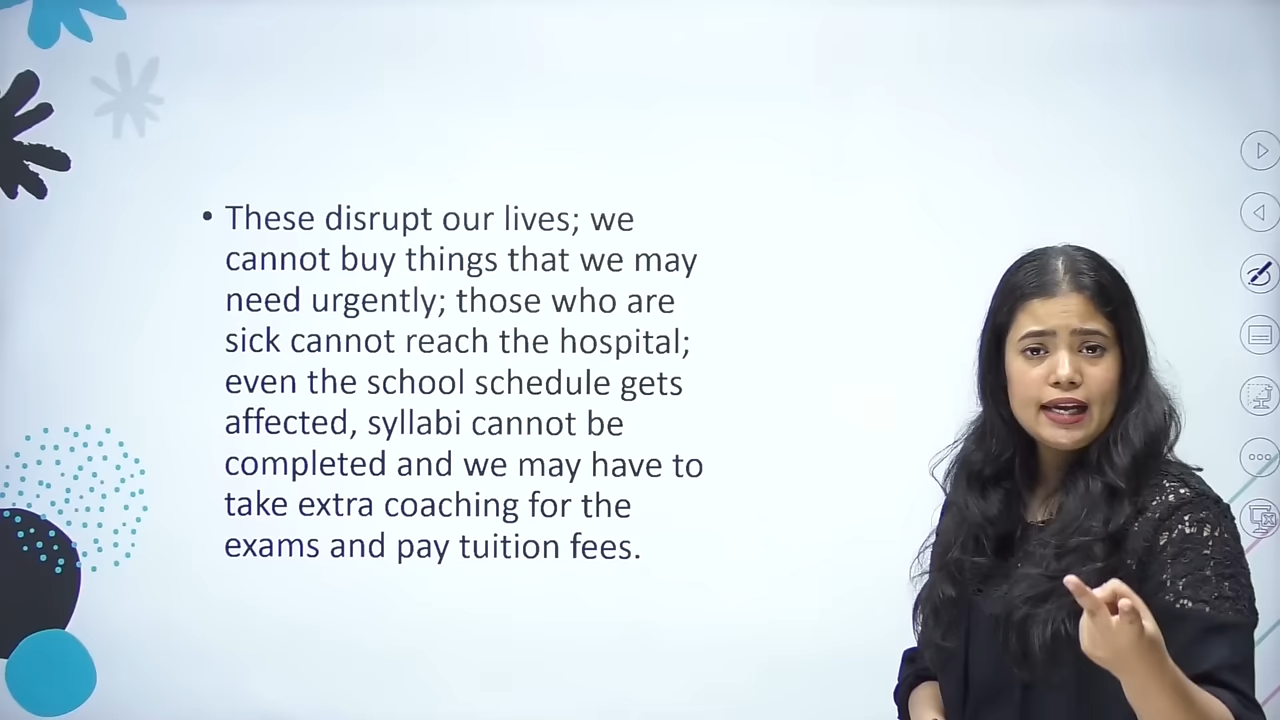 • These disrupt our lives; we
cannot buy things that we may
need urgently; those who are
sick cannot reach the hospital;
even the school schedule gets
affected, syllabi cannot be
completed and we may have to
take extra coaching for the
exams and pay tuition fees.